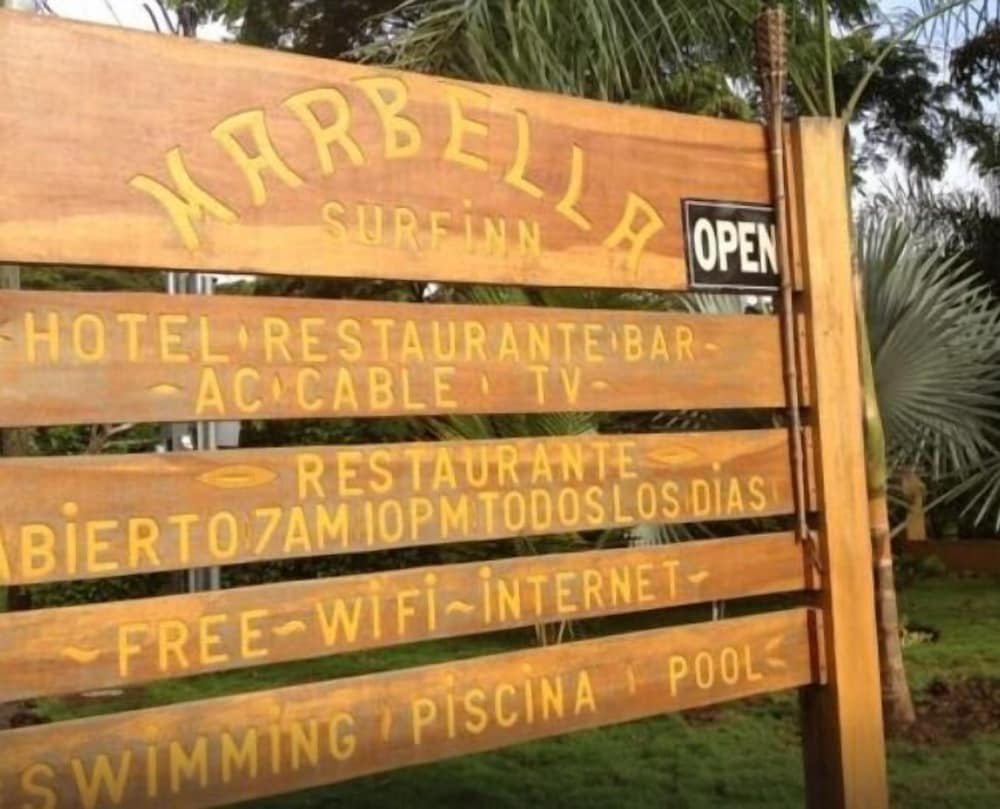 MARBELLA
SURFiNN
OPEN
HOTEL RESTAURANTE BAR
AC CABLE TV
RESTAURANTE
ABiERTO 7AM 10PM TODOS LOS DÍAS
FREE~WiFi~iNTERNET
SWiMMiNG PiSCiNA POOL